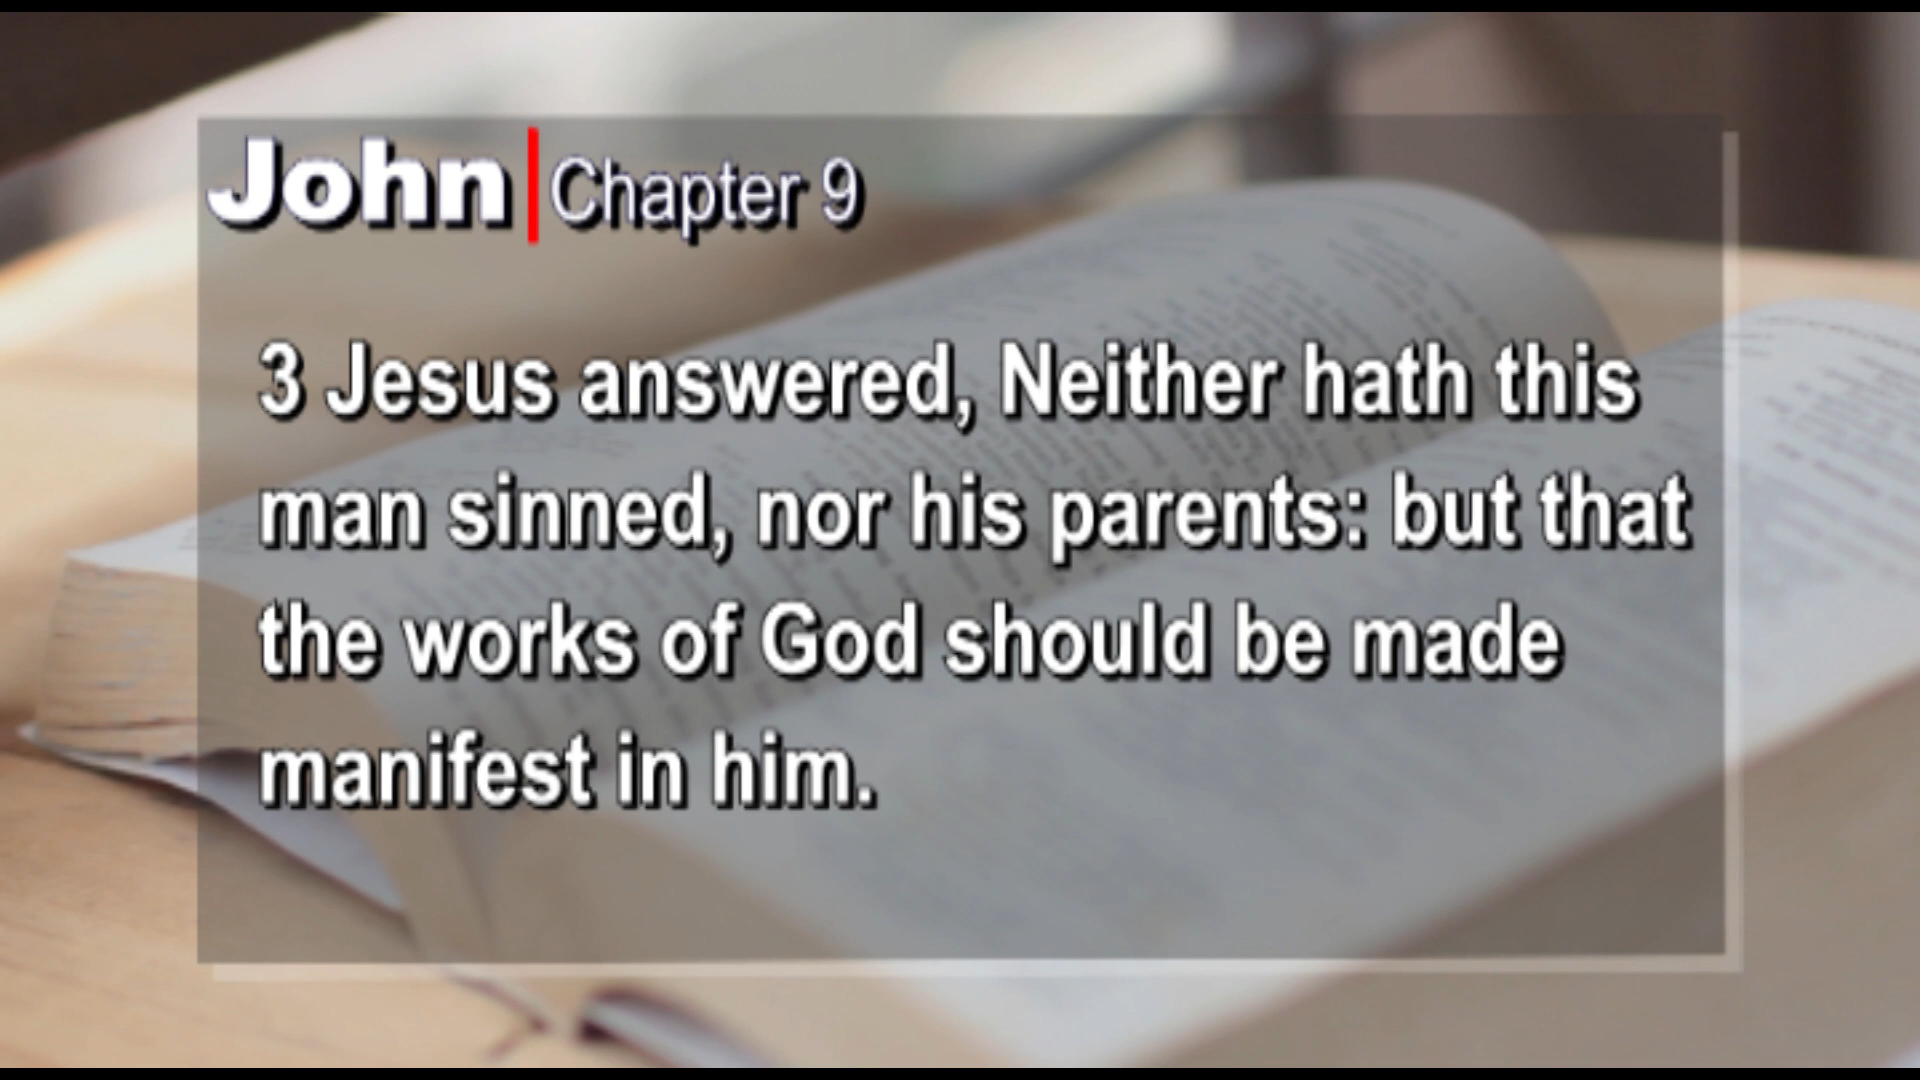 John | Chapter 9
3 Jesus answered, Neither hath this
man sinned, nor his parents: but that
the works of God should be made
manifest in him.